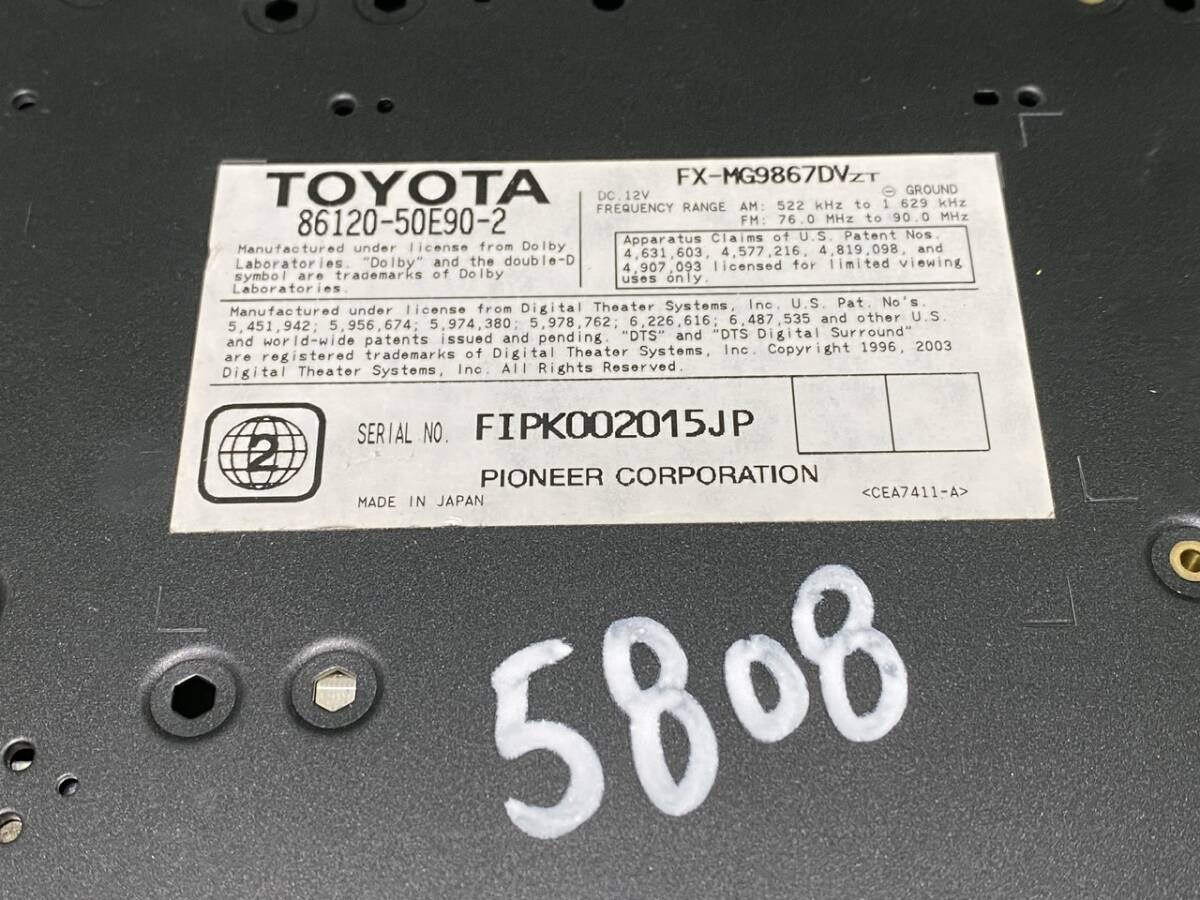 TOYOTA
86120-50E90-2
Manufactured under license from Dolby
Laboratories. "Dolby" and the double-D
symbol are trademarks of Dolby
Laboratories.
FX-MG9867DVZT
DC.12V ⊖ GROUND
FREQUENCY RANGE AM: 522 kHz to 1 629 kHz
FM: 76.0 MHz to 90.0 MHz
Apparatus Claims of U.S. Patent Nos.
4,631,603, 4,577,216, 4,819,098, and
4,907,093 licensed for limited viewing
uses only.
Manufactured under license from Digital Theater Systems, Inc. U.S. Pat. No's.
5,451,942; 5,956,674; 5,974,380; 5,978,762; 6,226,616; 6,487,535 and other U.S.
and world-wide patents issued and pending. "DTS" and "DTS Digital Surround"
are registered trademarks of Digital Theater Systems, Inc. Copyright 1996, 2003
Digital Theater Systems, Inc. All Rights Reserved.
2
SERIAL NO. FIPK002015JP
PIONEER CORPORATION
MADE IN JAPAN
<CEA7411-A>
5808